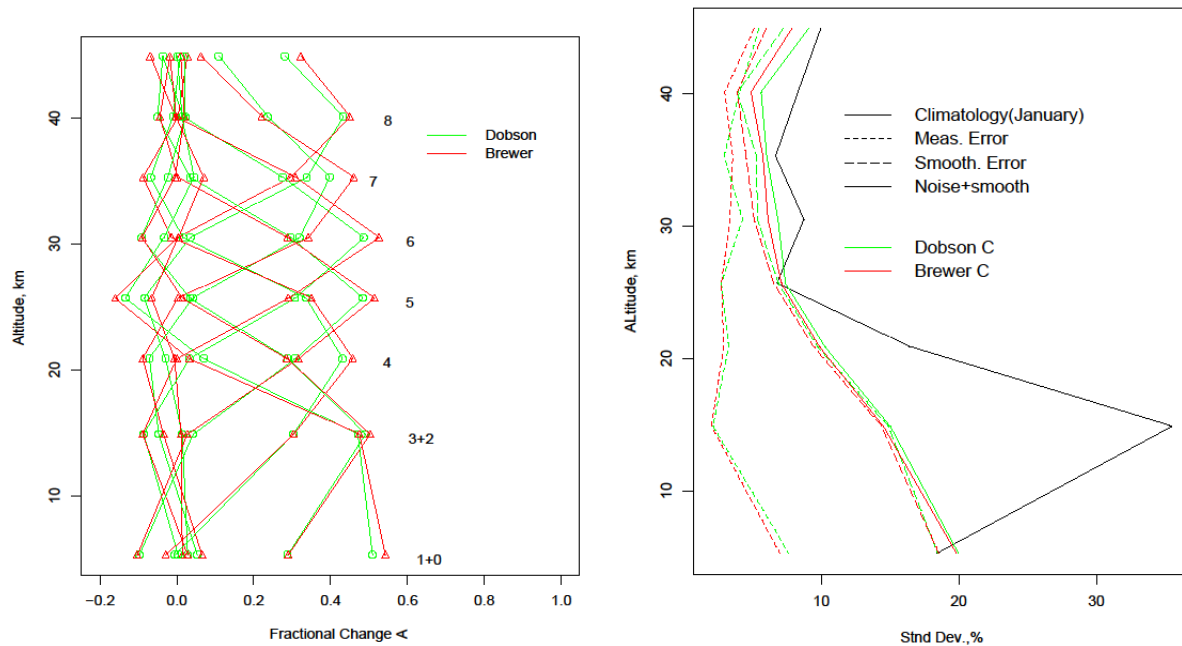 Altitude, km
40
30
20
10
−0.2
0.0
0.2
0.4
0.6
0.8
1.0
Fractional Change ∢
Dobson
Brewer
8
7
6
5
4
3+2
1+0
ALtitude, km
40
30
20
10
10
20
30
Stnd Dev.,%
Climatology(January)
Meas. Error
Smooth. Error
Noise+smooth
Dobson C
Brewer C